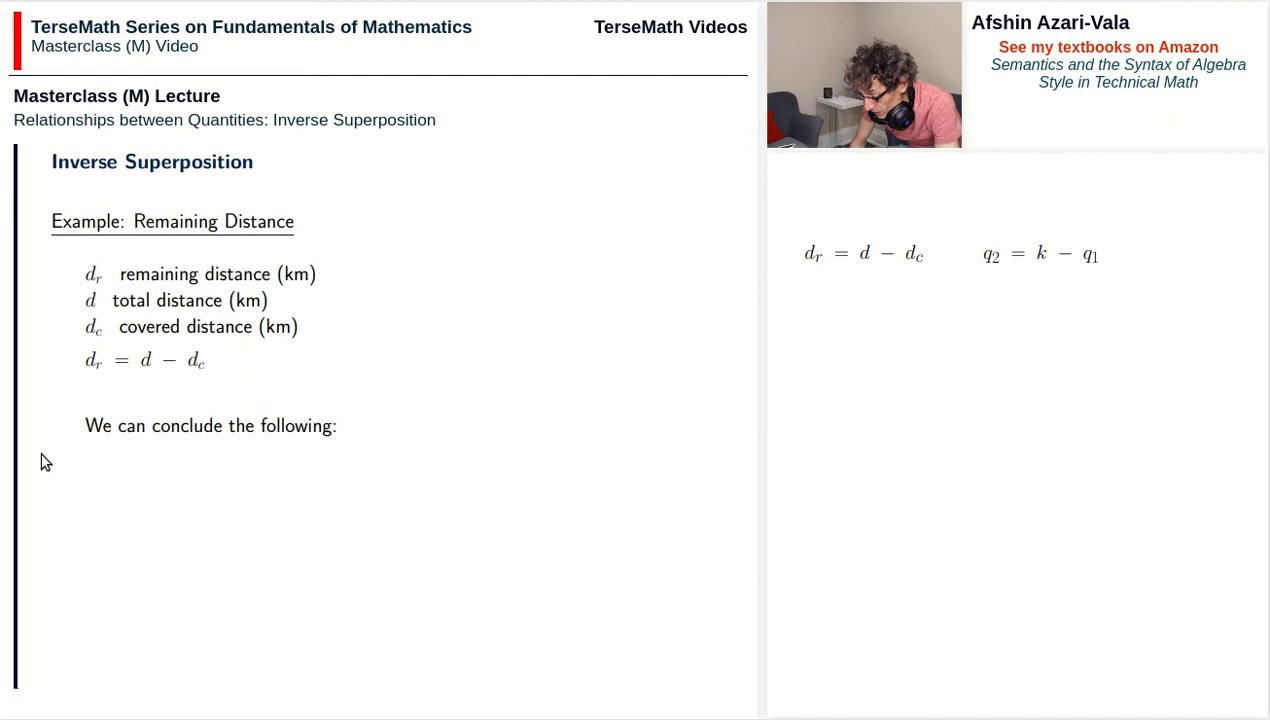 TerseMath Series on Fundamentals of Mathematics
Masterclass (M) Video
TerseMath Videos
Masterclass (M) Lecture
Relationships between Quantities: Inverse Superposition
Inverse Superposition
Example: Remaining Distance
d_r remaining distance (km)
d total distance (km)
d_c covered distance (km)
d_r = d − d_c
We can conclude the following:
Afshin Azari-Vala
See my textbooks on Amazon
Semantics and the Syntax of Algebra
Style in Technical Math
d_r = d − d_c q_2 = k − q_1